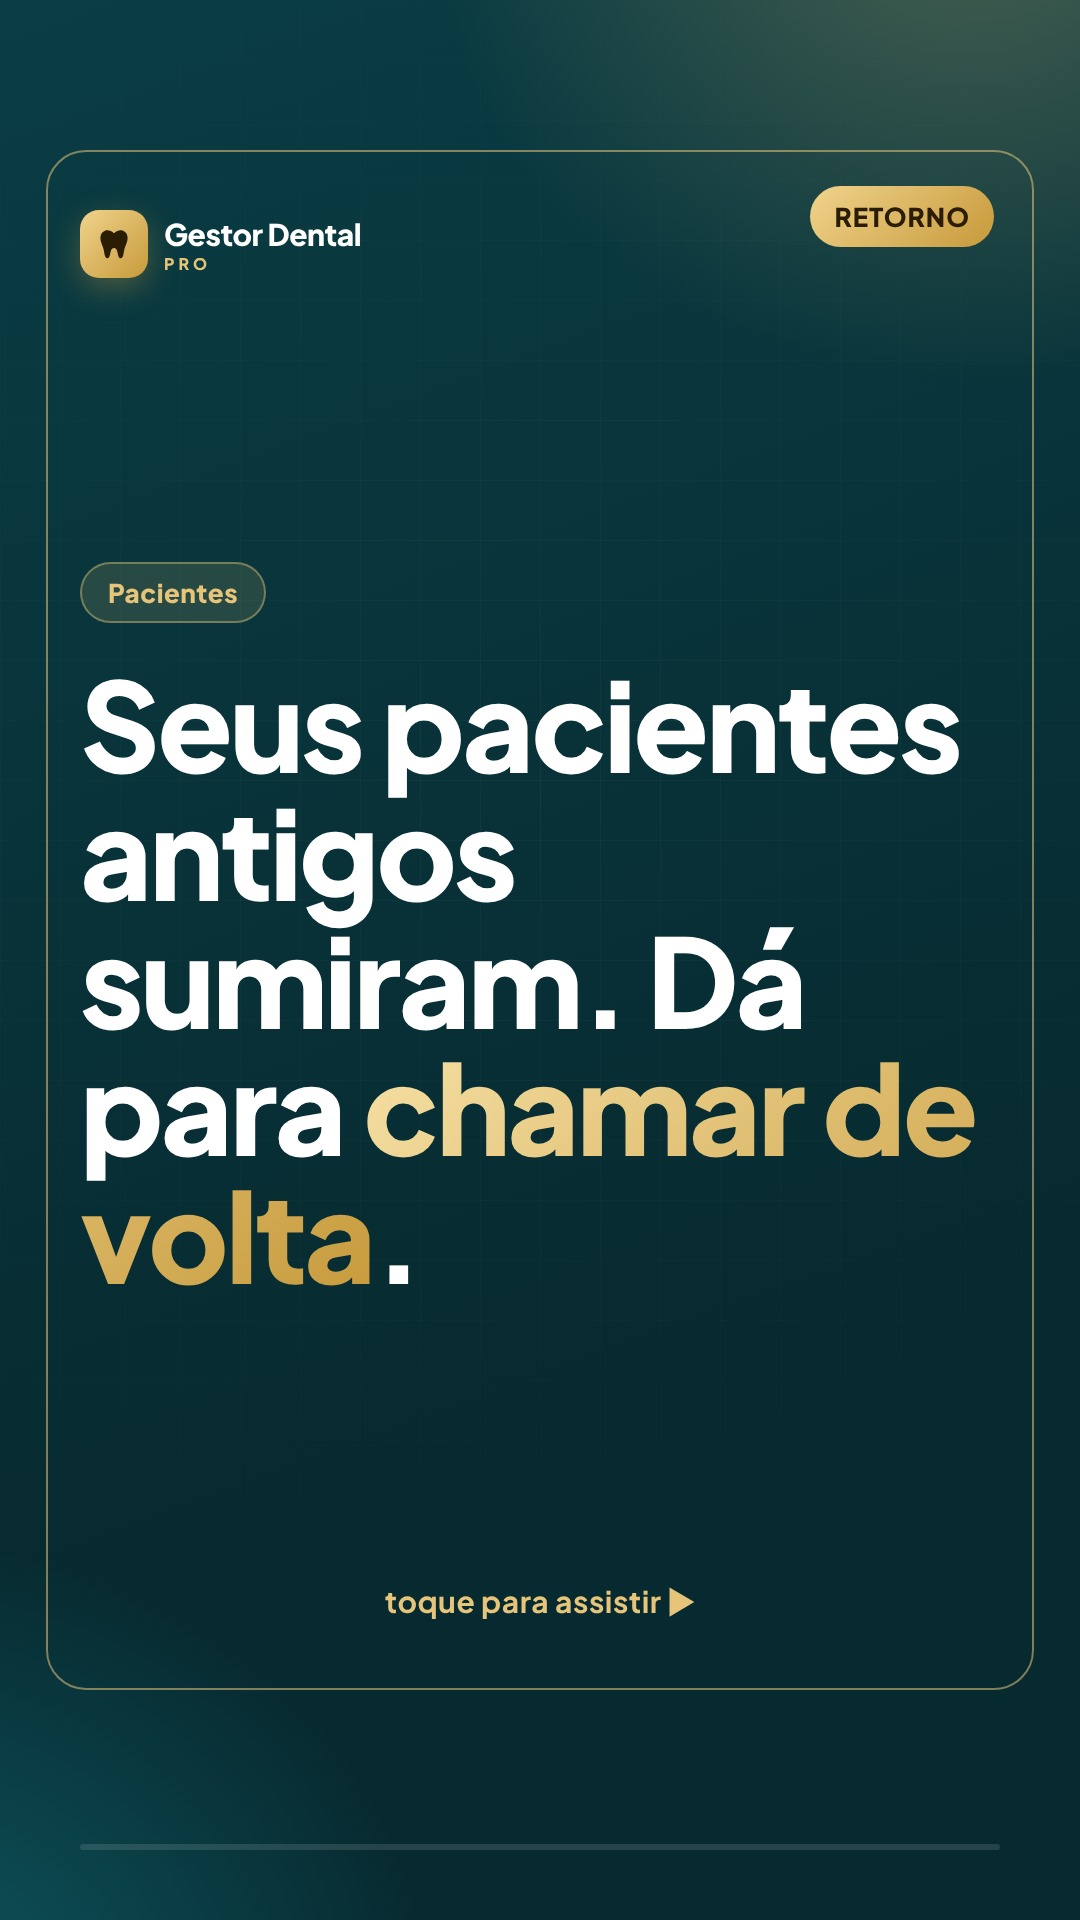 Gestor Dental
PRO
RETORNO
Pacientes
Seus pacientes
antigos
sumiram. Dá
para chamar de
volta.
toque para assistir ▶